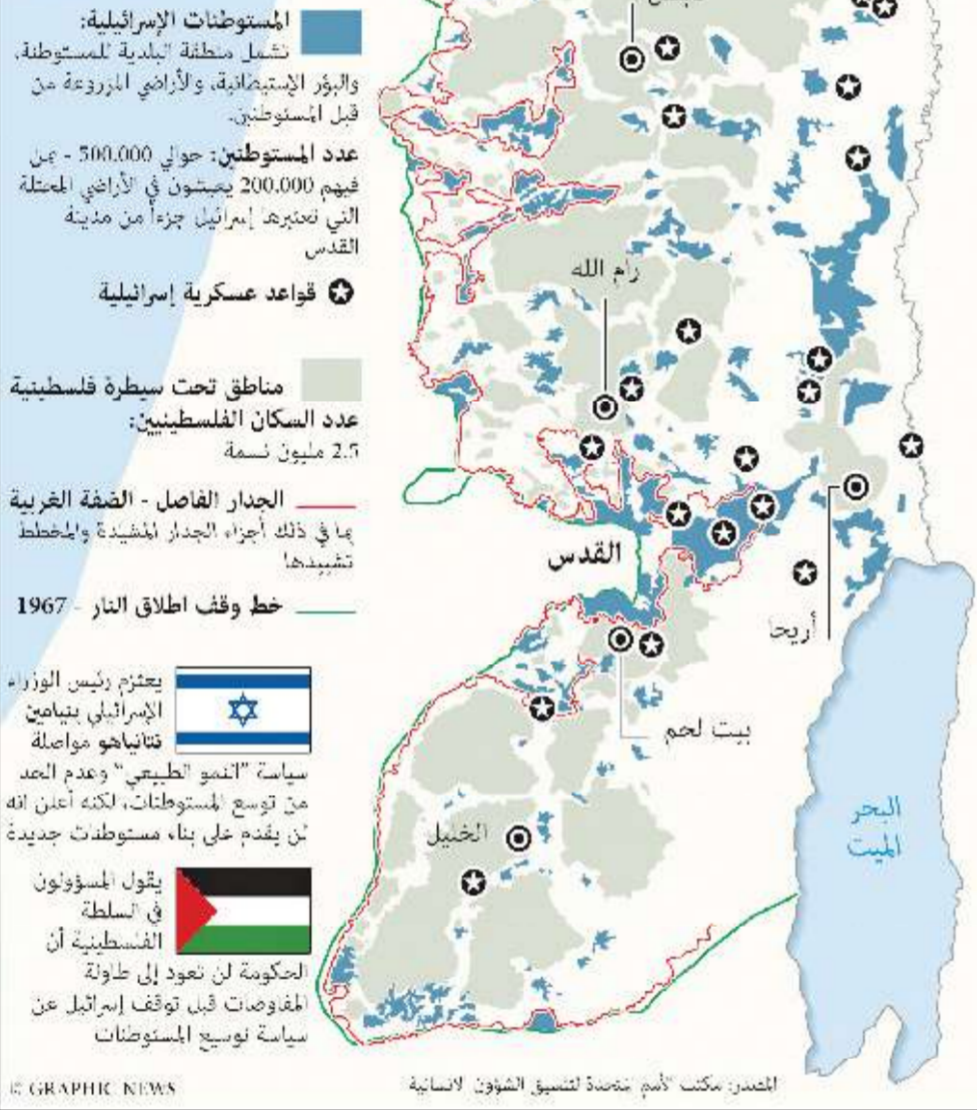 المستوطنات الإسرائيلية:
تشمل منطقة البلدية للمستوطنة،
والبؤر الإستيطانية، والأراضي المزروعة من
قبل المستوطنين.
عدد المستوطنين: حوالي 500.000 - بمن
فيهم 200.000 يعيشون في الأراضي المحتلة
التي تعتبرها إسرائيل جزءاً من مدينة
القدس
قواعد عسكرية إسرائيلية
مناطق تحت سيطرة فلسطينية
عدد السكان الفلسطينيين:
2.5 مليون نسمة
الجدار الفاصل - الضفة الغربية
بما في ذلك أجزاء الجدار المشيدة والمخطط
تشييدها
خط وقف اطلاق النار - 1967
يعتزم رئيس الوزراء
الإسرائيلي بنيامين
نتانياهو مواصلة
سياسة "النمو الطبيعي" وعدم الحد
من توسع المستوطنات، لكنه أعلن انه
لن يقدم على بناء مستوطنات جديدة
يقول المسؤولون
في السلطة
الفلسطينية أن
الحكومة لن تعود إلى طاولة
المفاوضات قبل توقف إسرائيل عن
سياسة توسيع المستوطنات
رام الله
القدس
أريحا
بيت لحم
الخليل
البحر
الميت
المصدر: مكتب الأمم المتحدة لتنسيق الشؤون الانسانية
© GRAPHIC NEWS